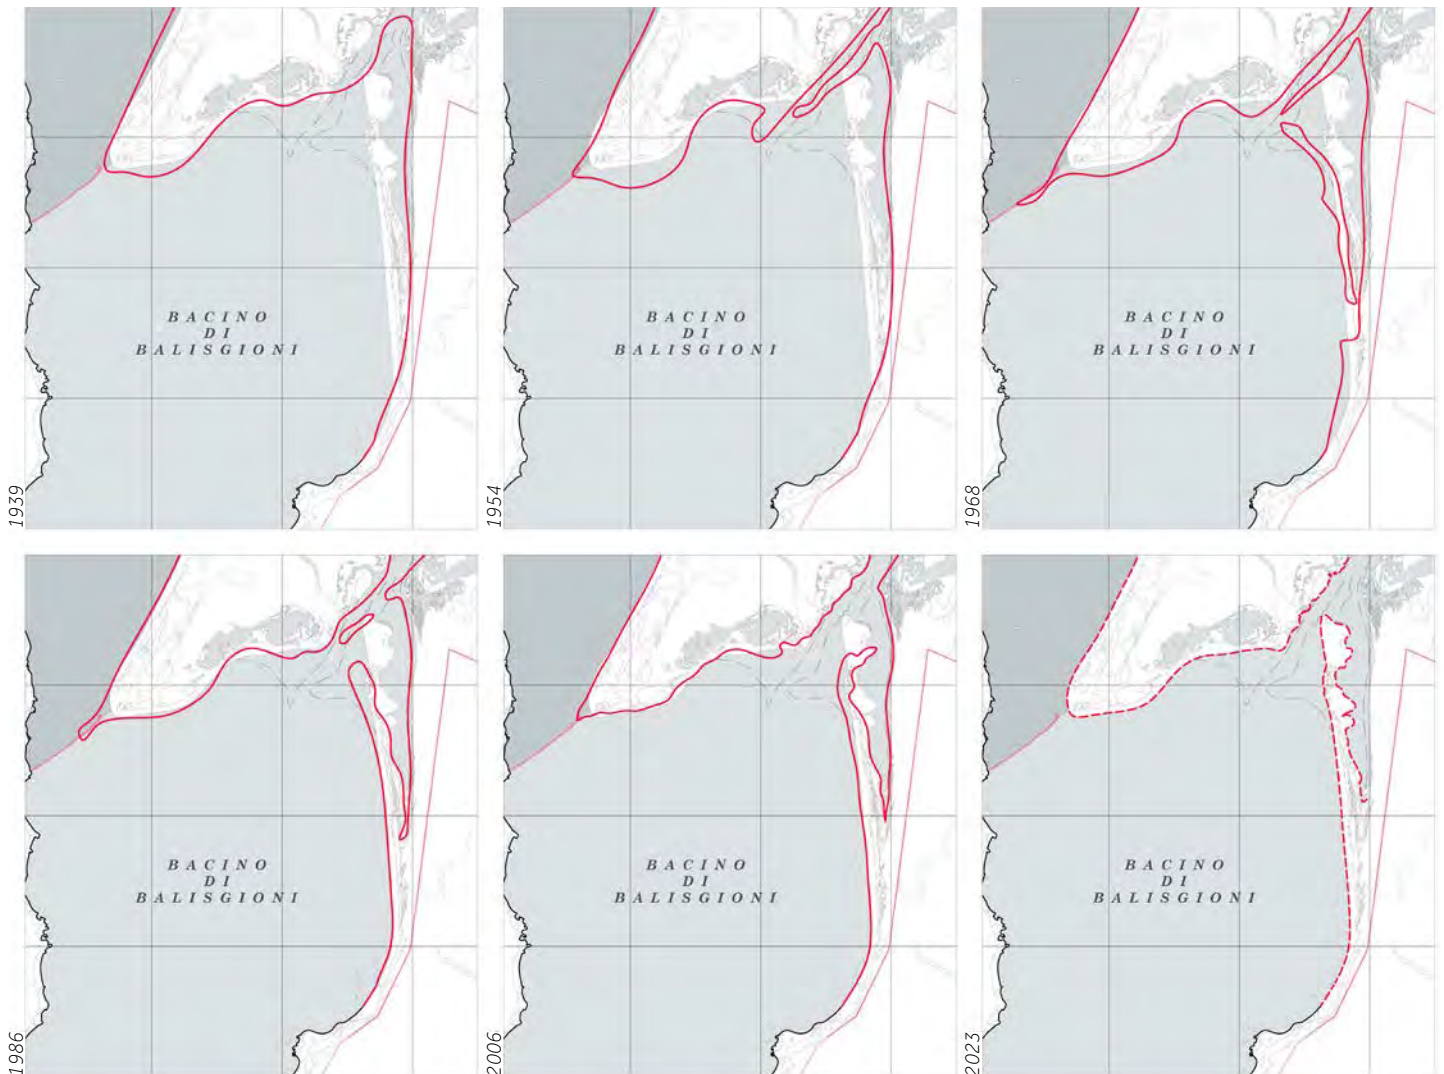 BACINO
DI
BALISGIONI
1939
BACINO
DI
BALISGIONI
1954
BACINO
DI
BALISGIONI
1968
BACINO
DI
BALISGIONI
1986
BACINO
DI
BALISGIONI
2006
BACINO
DI
BALISGIONI
2023